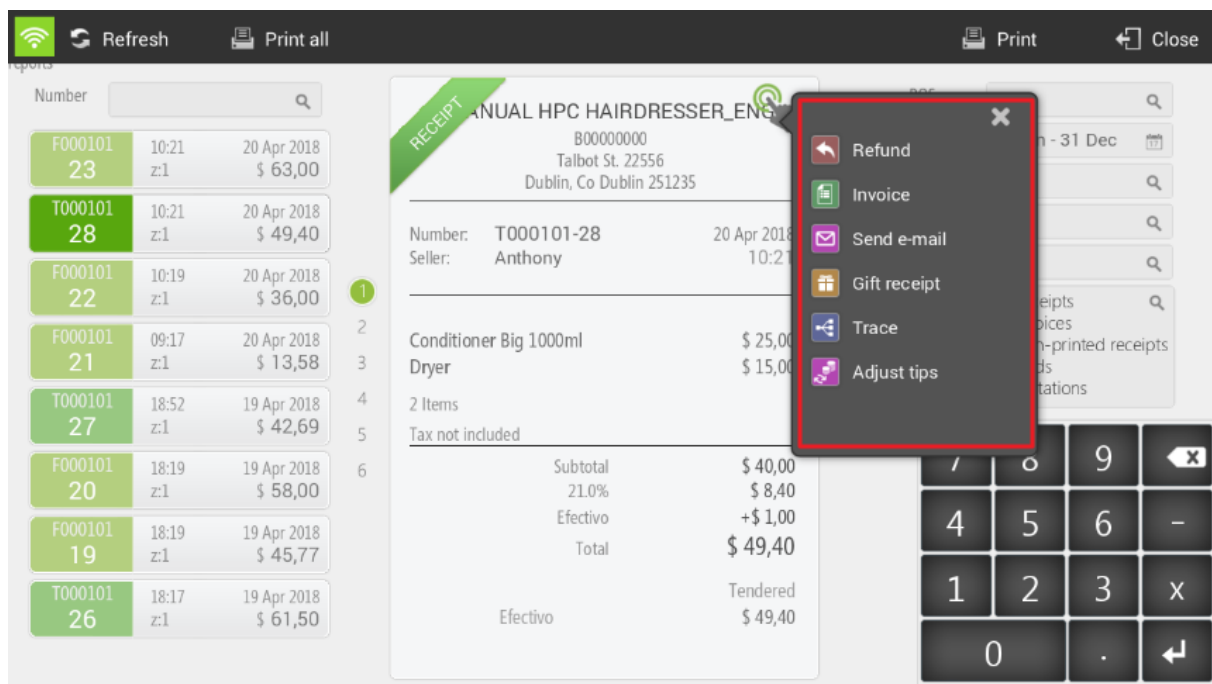 Refresh
Print all
Print
Close
reports
Number
F000101
23
10:21
z:1
20 Apr 2018
$ 63,00
T000101
28
10:21
z:1
20 Apr 2018
$ 49,40
F000101
22
10:19
z:1
20 Apr 2018
$ 36,00
F000101
21
09:17
z:1
20 Apr 2018
$ 13,58
T000101
27
18:52
z:1
19 Apr 2018
$ 42,69
F000101
20
18:19
z:1
19 Apr 2018
$ 58,00
F000101
19
18:19
z:1
19 Apr 2018
$ 45,77
T000101
26
18:17
z:1
19 Apr 2018
$ 61,50
1
2
3
4
5
6
RECEIPT
ANUAL HPC HAIRDRESSER_ENG
B00000000
Talbot St. 22556
Dublin, Co Dublin 251235
Number: T000101-28 20 Apr 2018
Seller: Anthony 10:21
Conditioner Big 1000ml $ 25,00
Dryer $ 15,00
2 Items
Tax not included
Subtotal $ 40,00
21.0% $ 8,40
Efectivo +$ 1,00
Total $ 49,40
Tendered
Efectivo $ 49,40
Refund
Invoice
Send e-mail
Gift receipt
Trace
Adjust tips
n - 31 Dec
17
eipts
oices
n-printed receipts
ds
tations
7 8 9
4 5 6 -
1 2 3 X
0 .